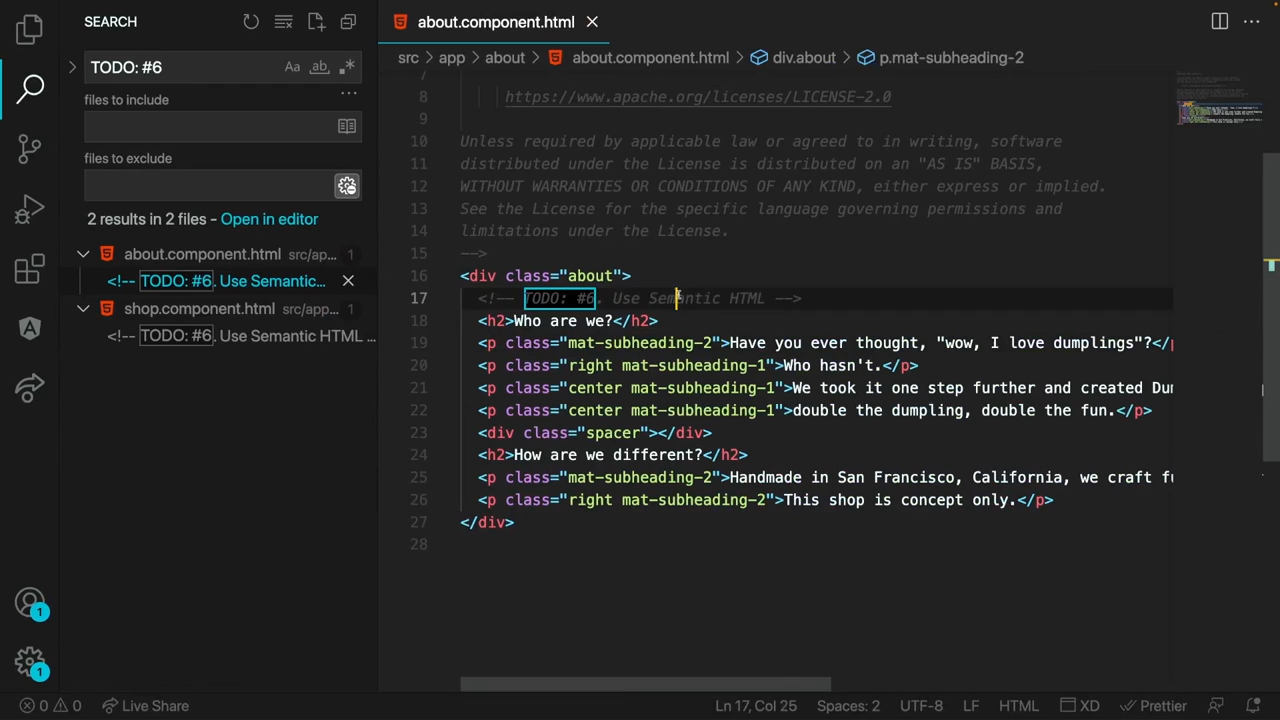 SEARCH
TODO: #6
Aa
ab
files to include
files to exclude
2 results in 2 files - Open in editor
about.component.html src/app... 1
<!-- TODO: #6. Use Semantic...
shop.component.html src/app... 1
<!-- TODO: #6. Use Semantic HTML ...
1
1
about.component.html
src > app > about > about.component.html > div.about > p.mat-subheading-2
7
8 https://www.apache.org/licenses/LICENSE-2.0
9
10 Unless required by applicable law or agreed to in writing, software
11 distributed under the License is distributed on an "AS IS" BASIS,
12 WITHOUT WARRANTIES OR CONDITIONS OF ANY KIND, either express or implied.
13 See the License for the specific language governing permissions and
14 limitations under the License.
15 -->
16 <div class="about">
17 <!-- TODO: #6. Use Semantic HTML -->
18 <h2>Who are we?</h2>
19 <p class="mat-subheading-2">Have you ever thought, "wow, I love dumplings"?</p
20 <p class="right mat-subheading-1">Who hasn't.</p>
21 <p class="center mat-subheading-1">We took it one step further and created Dum
22 <p class="center mat-subheading-1">double the dumpling, double the fun.</p>
23 <div class="spacer"></div>
24 <h2>How are we different?</h2>
25 <p class="mat-subheading-2">Handmade in San Francisco, California, we craft fu
26 <p class="right mat-subheading-2">This shop is concept only.</p>
27 </div>
28
0 0 Live Share Ln 17, Col 25 Spaces: 2 UTF-8 LF HTML XD Prettier